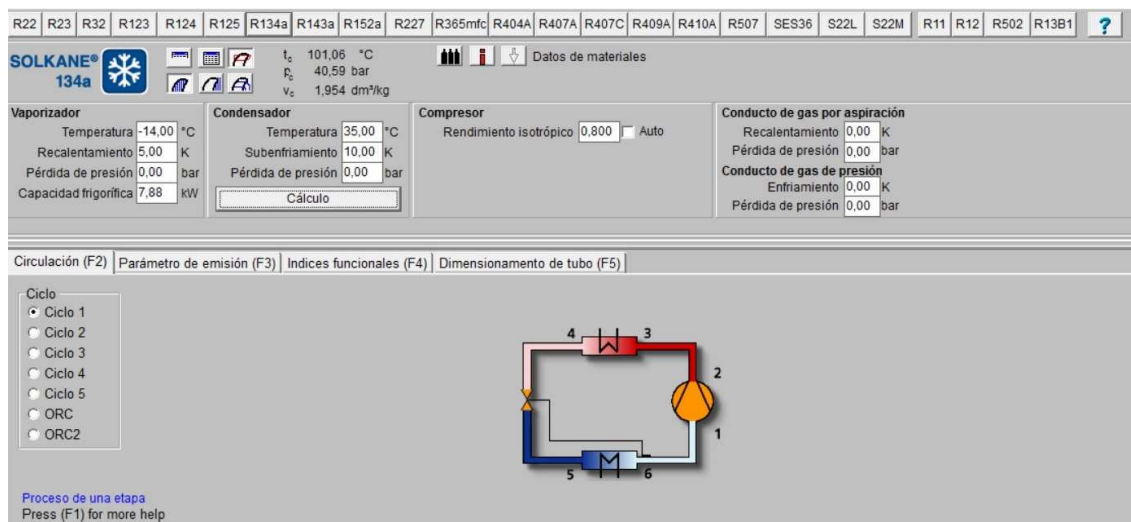 R22 R23 R32 R123 R124 R125 R134a R143a R152a R227 R365mfc R404A R407A R407C R409A R410A R507 SES36 S22L S22M R11 R12 R502 R13B1 ?
SOLKANE®
134a
tc 101,06 °C
pc 40,59 bar
vc 1,954 dm³/kg
i Datos de materiales
Vaporizador
Temperatura -14,00 °C
Recalentamiento 5,00 K
Pérdida de presión 0,00 bar
Capacidad frigorífica 7,88 kW
Condensador
Temperatura 35,00 °C
Subenfriamiento 10,00 K
Pérdida de presión 0,00 bar
Cálculo
Compresor
Rendimiento isotrópico 0,800 Auto
Conducto de gas por aspiración
Recalentamiento 0,00 K
Pérdida de presión 0,00 bar
Conducto de gas de presión
Enfriamiento 0,00 K
Pérdida de presión 0,00 bar
Circulación (F2) Parámetro de emisión (F3) Indices funcionales (F4) Dimensionamento de tubo (F5)
Ciclo
Ciclo 1
Ciclo 2
Ciclo 3
Ciclo 4
Ciclo 5
ORC
ORC2
4 3
2
1
5 6
Proceso de una etapa
Press (F1) for more help